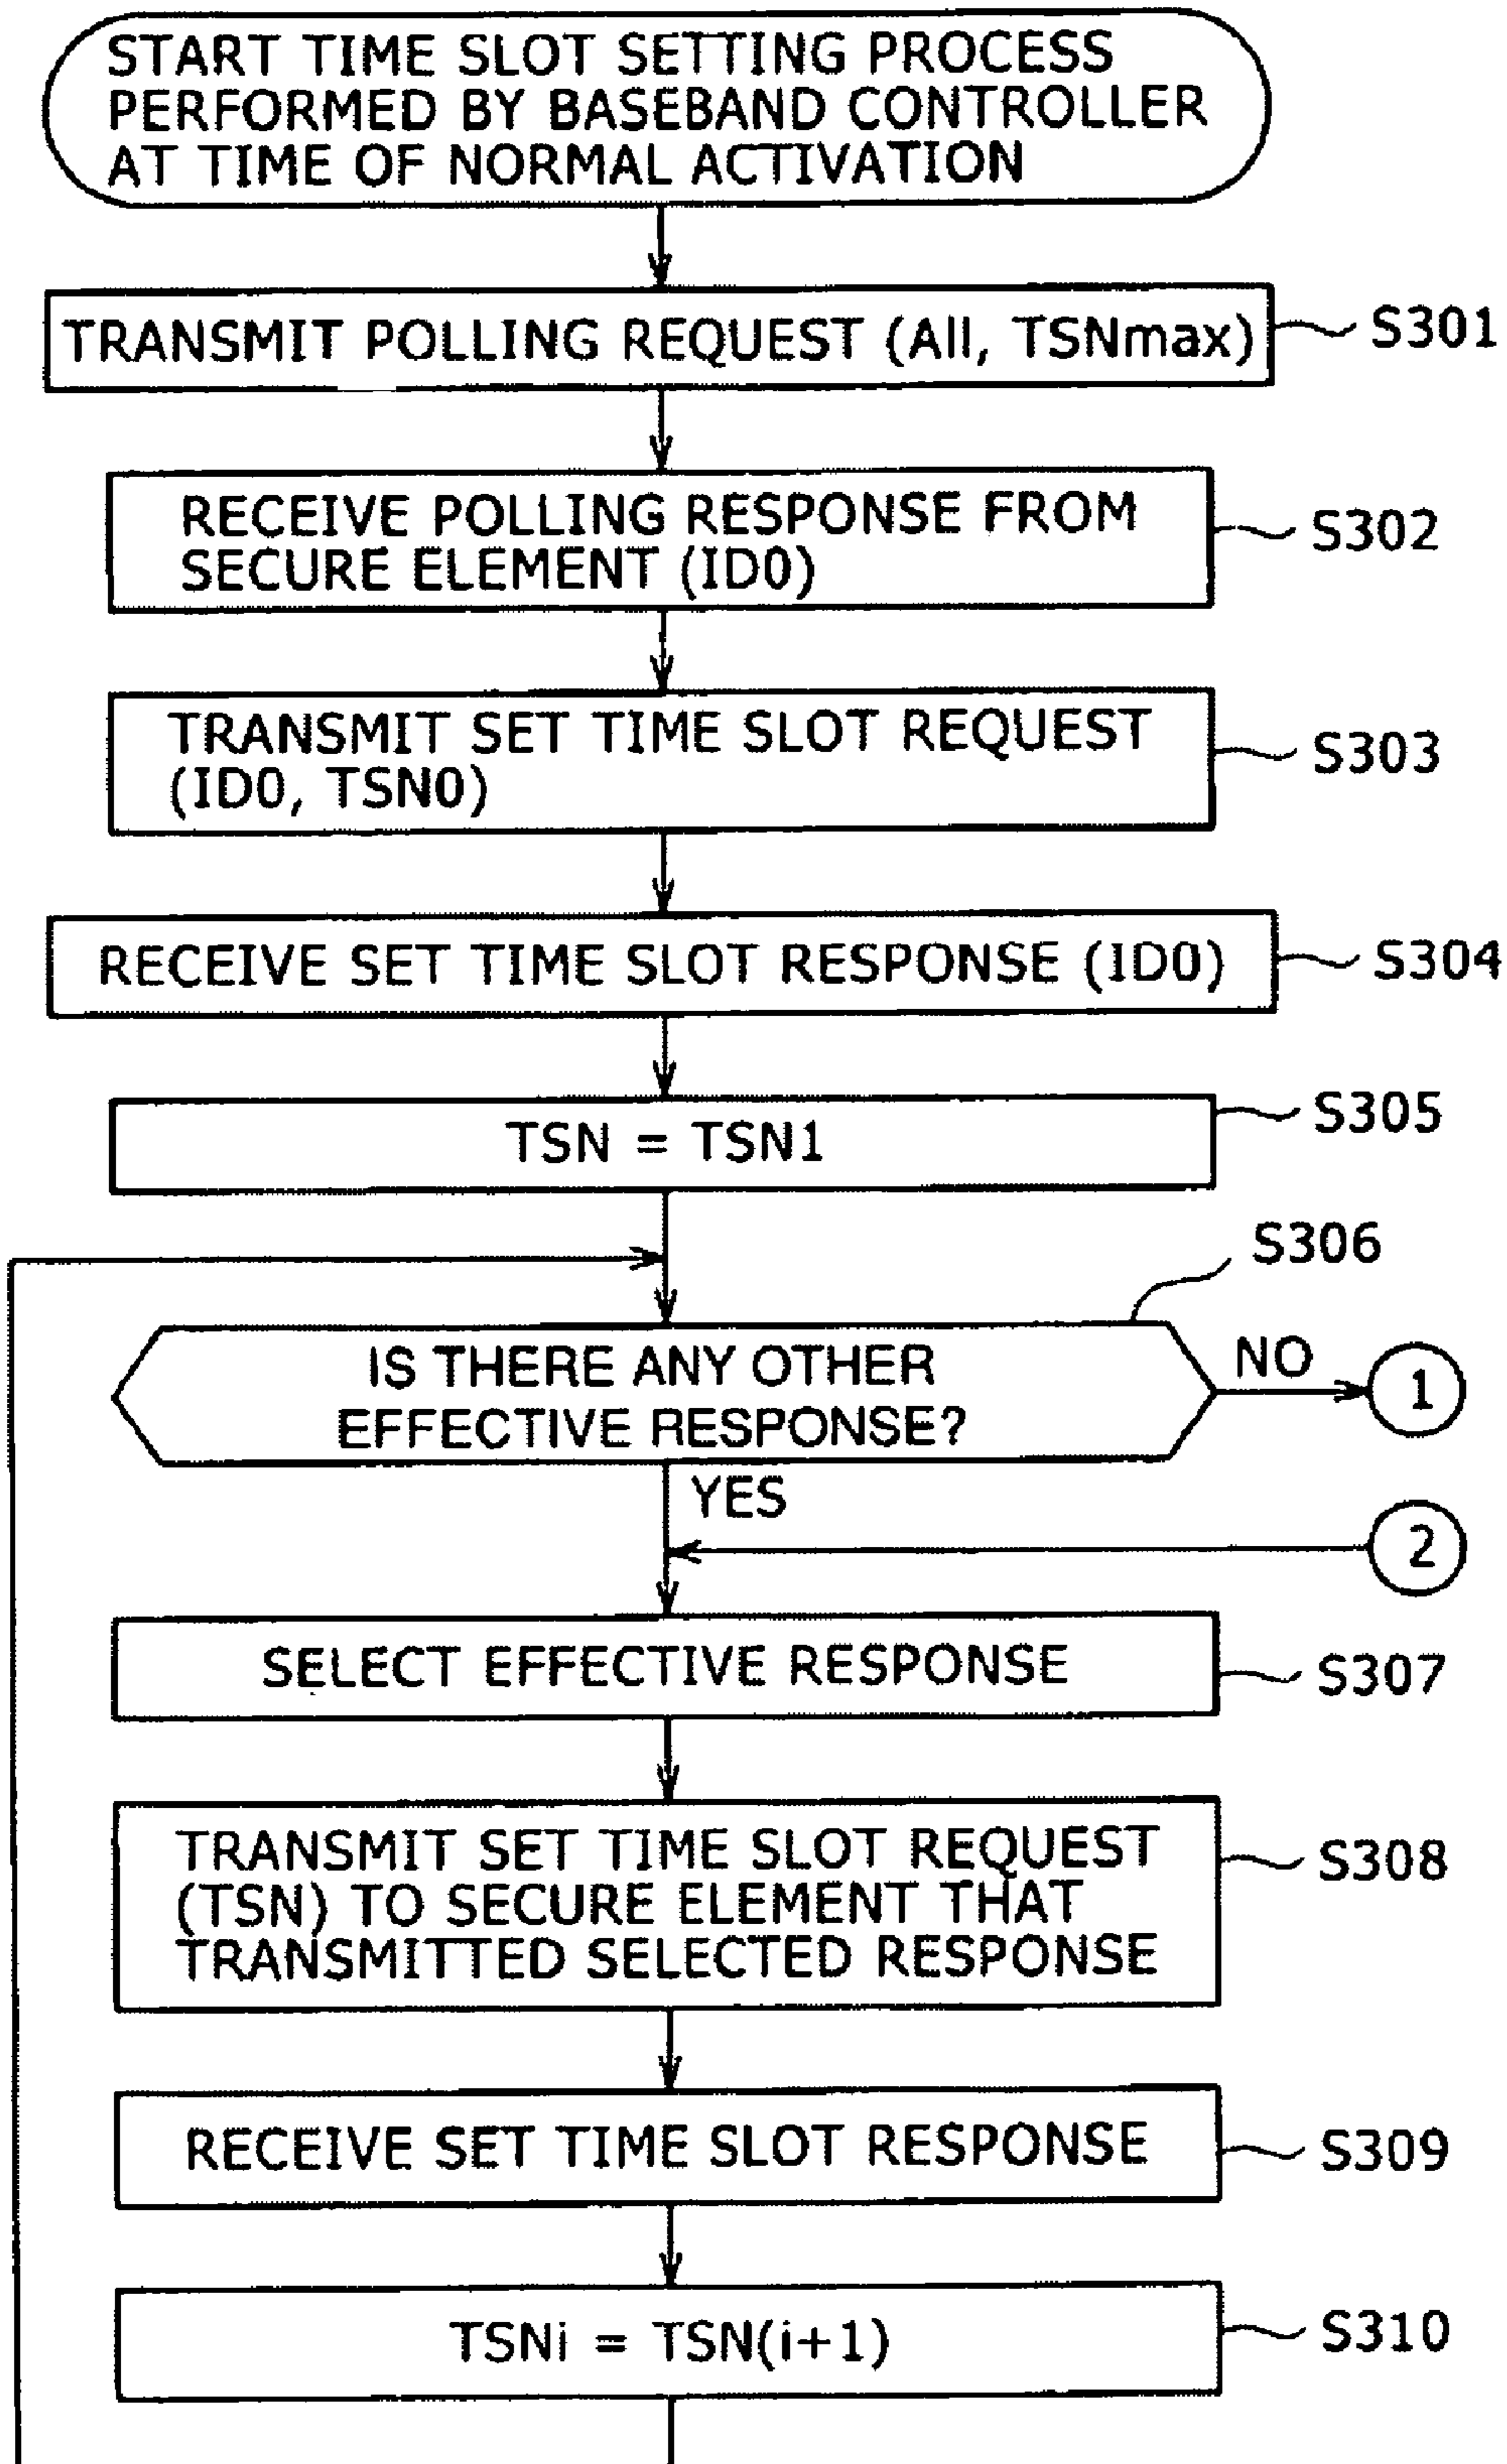 START TIME SLOT SETTING PROCESS
PERFORMED BY BASEBAND CONTROLLER
AT TIME OF NORMAL ACTIVATION
TRANSMIT POLLING REQUEST (All, TSNmax)
S301
RECEIVE POLLING RESPONSE FROM
SECURE ELEMENT (ID0)
S302
TRANSMIT SET TIME SLOT REQUEST
(ID0, TSN0)
S303
RECEIVE SET TIME SLOT RESPONSE (ID0)
S304
TSN = TSN1
S305
S306
IS THERE ANY OTHER
EFFECTIVE RESPONSE?
NO
1
YES
2
SELECT EFFECTIVE RESPONSE
S307
TRANSMIT SET TIME SLOT REQUEST
(TSN) TO SECURE ELEMENT THAT
TRANSMITTED SELECTED RESPONSE
S308
RECEIVE SET TIME SLOT RESPONSE
S309
TSNi = TSN(i+1)
S310